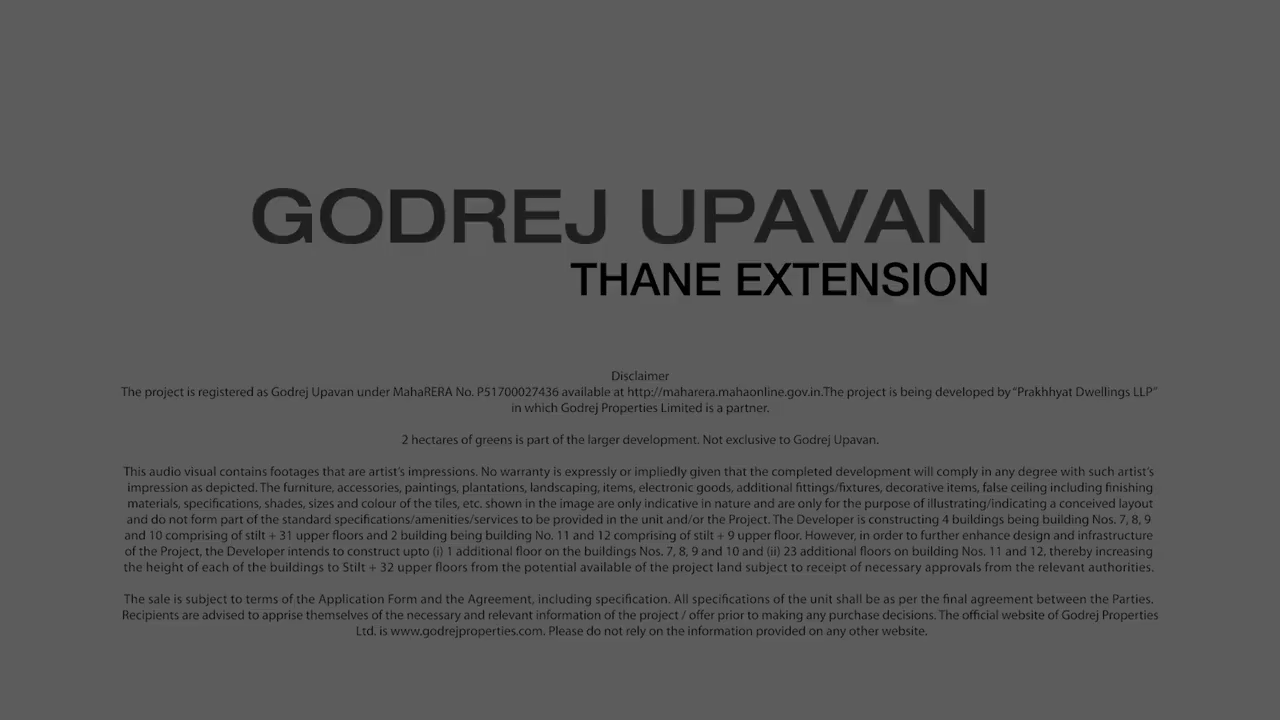 GODREJ UPAVAN
THANE EXTENSION
Disclaimer
The project is registered as Godrej Upavan under MahaRERA No. P51700027436 available at http://maharera.mahaonline.gov.in.The project is being developed by “Prakhhyat Dwellings LLP”
in which Godrej Properties Limited is a partner.
2 hectares of greens is part of the larger development. Not exclusive to Godrej Upavan.
This audio visual contains footages that are artist’s impressions. No warranty is expressly or impliedly given that the completed development will comply in any degree with such artist’s
impression as depicted. The furniture, accessories, paintings, plantations, landscaping, items, electronic goods, additional fittings/fixtures, decorative items, false ceiling including finishing
materials, specifications, shades, sizes and colour of the tiles, etc. shown in the image are only indicative in nature and are only for the purpose of illustrating/indicating a conceived layout
and do not form part of the standard specifications/amenities/services to be provided in the unit and/or the Project. The Developer is constructing 4 buildings being building Nos. 7, 8, 9
and 10 comprising of stilt + 31 upper floors and 2 building being building No. 11 and 12 comprising of stilt + 9 upper floor. However, in order to further enhance design and infrastructure
of the Project, the Developer intends to construct upto (i) 1 additional floor on the buildings Nos. 7, 8, 9 and 10 and (ii) 23 additional floors on building Nos. 11 and 12, thereby increasing
the height of each of the buildings to Stilt + 32 upper floors from the potential available of the project land subject to receipt of necessary approvals from the relevant authorities.
The sale is subject to terms of the Application Form and the Agreement, including specification. All specifications of the unit shall be as per the final agreement between the Parties.
Recipients are advised to apprise themselves of the necessary and relevant information of the project / offer prior to making any purchase decisions. The official website of Godrej Properties
Ltd. is www.godrejproperties.com. Please do not rely on the information provided on any other website.